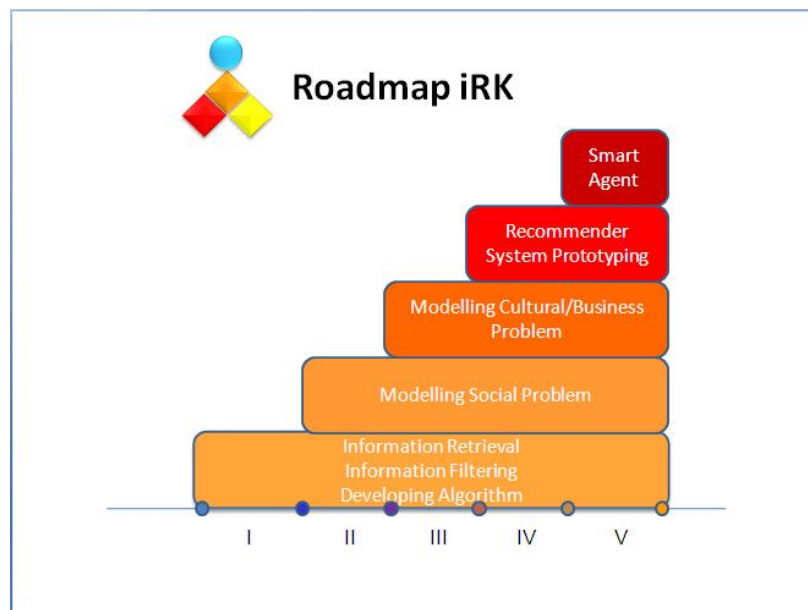 Roadmap iRK
Smart
Agent
Recommender
System Prototyping
Modelling Cultural/Business
Problem
Modelling Social Problem
Information Retrieval
Information Filtering
Developing Algorithm
I II III IV V